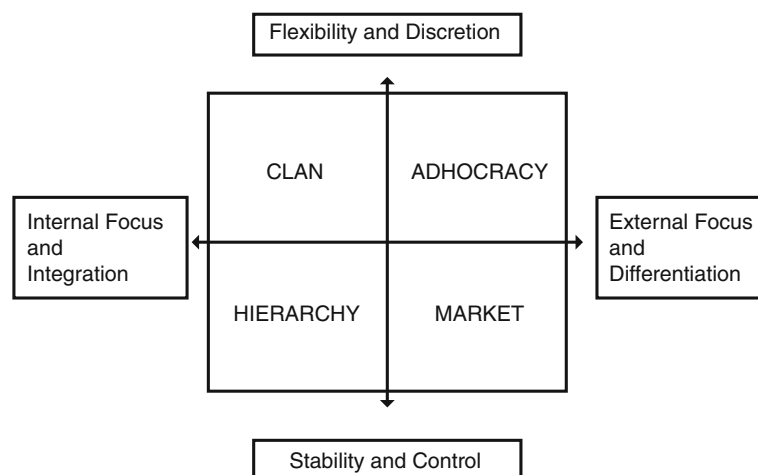 Flexibility and Discretion
CLAN
ADHOCRACY
Internal Focus
and
Integration
External Focus
and
Differentiation
HIERARCHY
MARKET
Stability and Control